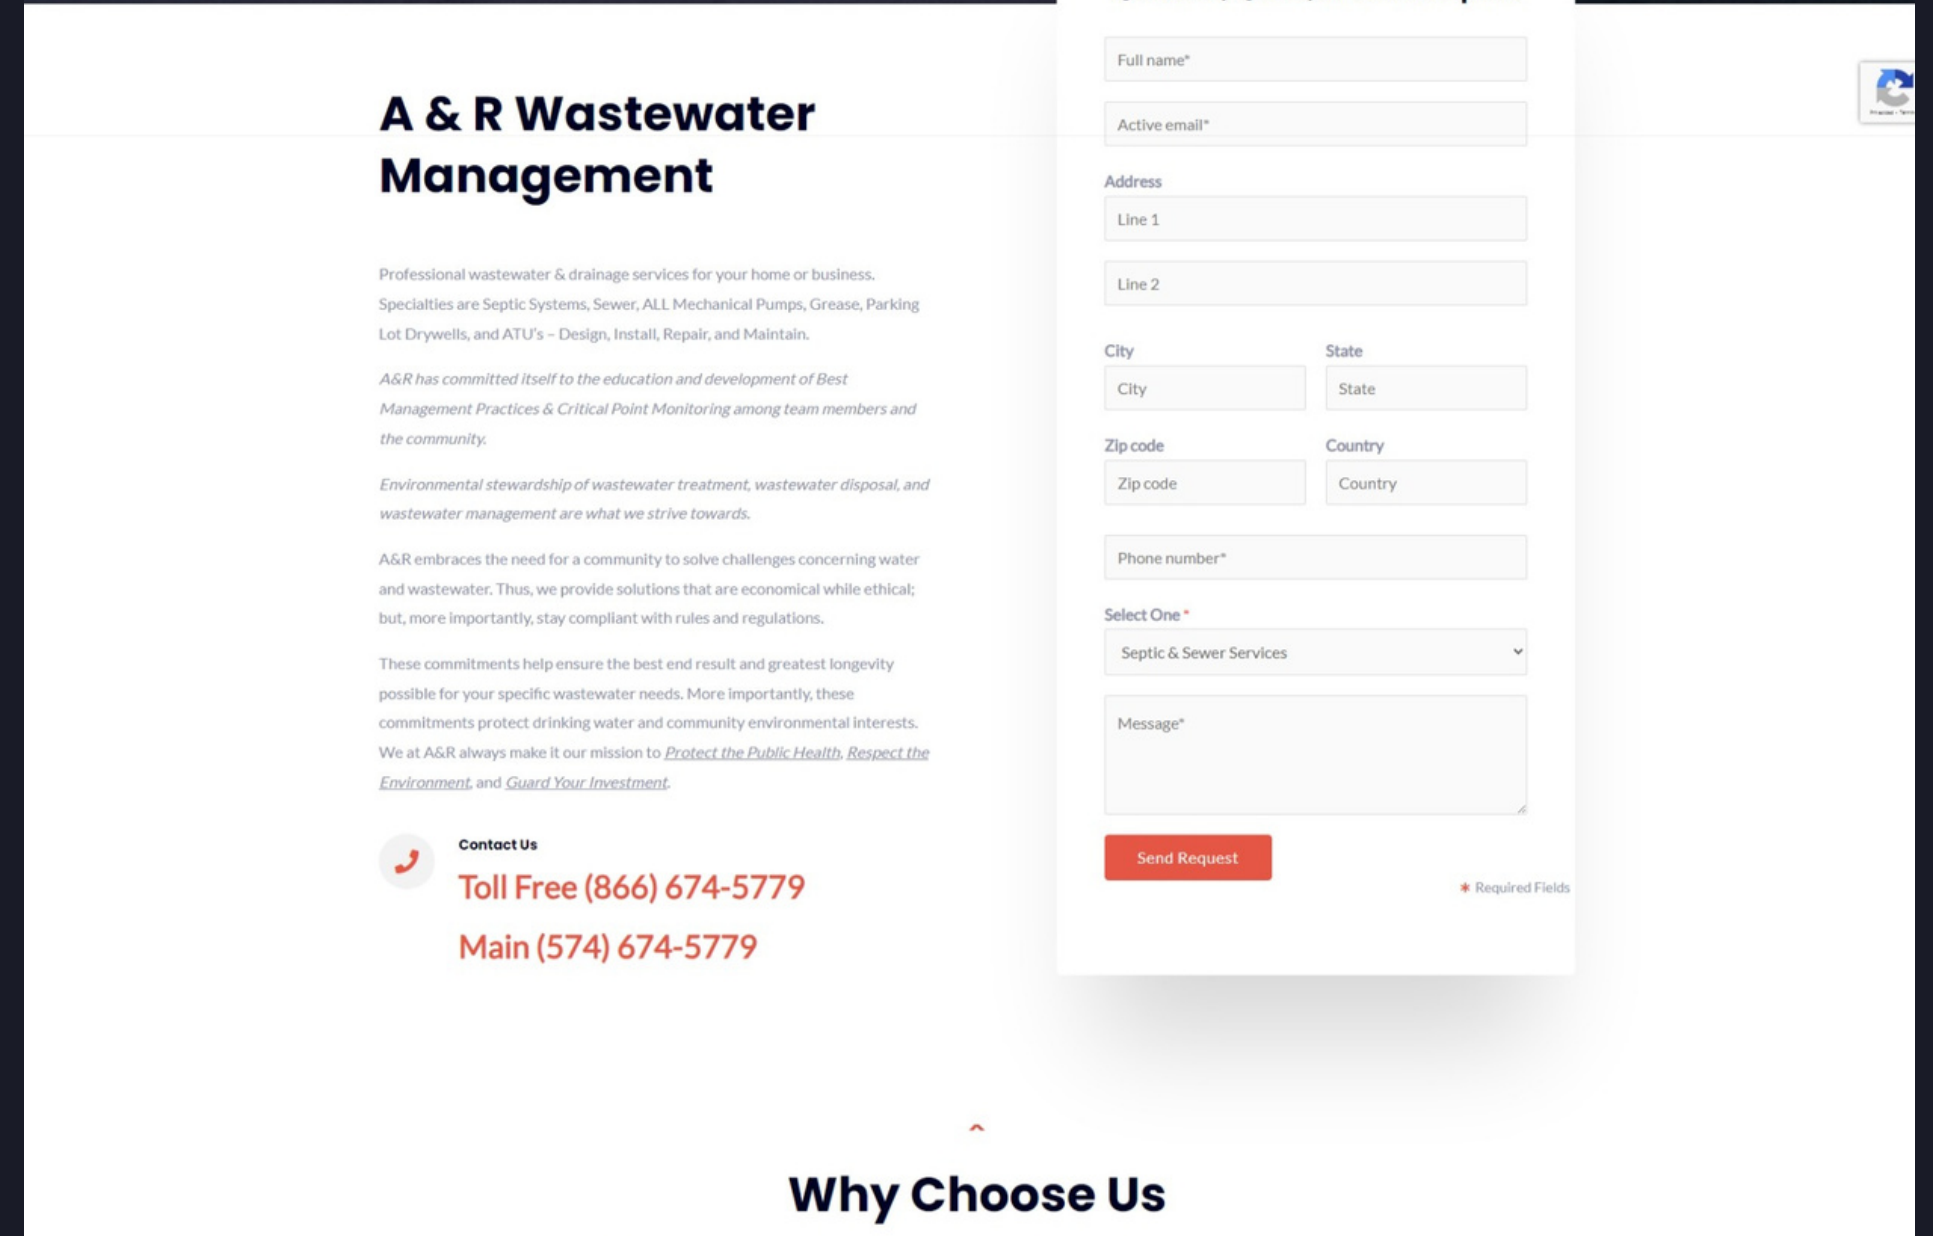 A & R Wastewater
Management
Professional wastewater & drainage services for your home or business.
Specialties are Septic Systems, Sewer, ALL Mechanical Pumps, Grease, Parking
Lot Drywells, and ATU's – Design, Install, Repair, and Maintain.
A&R has committed itself to the education and development of Best
Management Practices & Critical Point Monitoring among team members and
the community.
Environmental stewardship of wastewater treatment, wastewater disposal, and
wastewater management are what we strive towards.
A&R embraces the need for a community to solve challenges concerning water
and wastewater. Thus, we provide solutions that are economical while ethical;
but, more importantly, stay compliant with rules and regulations.
These commitments help ensure the best end result and greatest longevity
possible for your specific wastewater needs. More importantly, these
commitments protect drinking water and community environmental interests.
We at A&R always make it our mission to Protect the Public Health, Respect the
Environment, and Guard Your Investment.
Contact Us
Toll Free (866) 674-5779
Main (574) 674-5779
Full name*
Active email*
Address
Line 1
Line 2
City
State
City
State
Zip code
Country
Zip code
Country
Phone number*
Select One *
Septic & Sewer Services
Message*
Send Request
* Required Fields
Why Choose Us